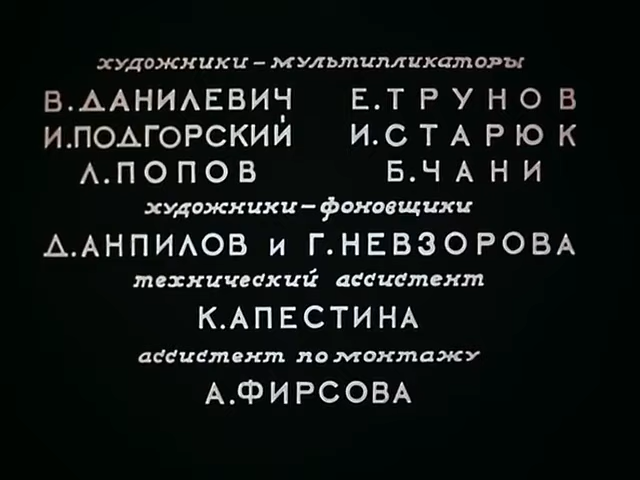 художники – мультипликаторы
В. ДАНИЛЕВИЧ Е. ТРУНОВ
И. ПОДГОРСКИЙ И. СТАРЮК
Л. ПОПОВ Б. ЧАНИ
художники – фоновщики
Д. АНПИЛОВ и Г. НЕВЗОРОВА
технический ассистент
К. АПЕСТИНА
ассистент по монтажу
А. ФИРСОВА